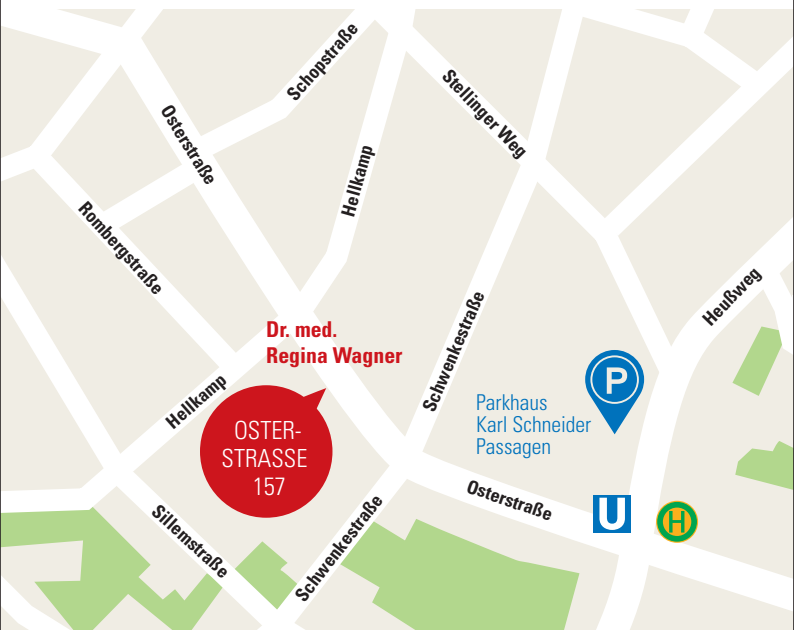 Schopstraße
Stellinger Weg
Osterstraße
Hellkamp
Rombergstraße
Heußweg
Dr. med.
Regina Wagner
Schwenkestraße
P
Parkhaus
Karl Schneider
Passagen
Hellkamp
OSTER-
STRASSE
157
Osterstraße
U
H
Sillemstraße
Schwenkestraße